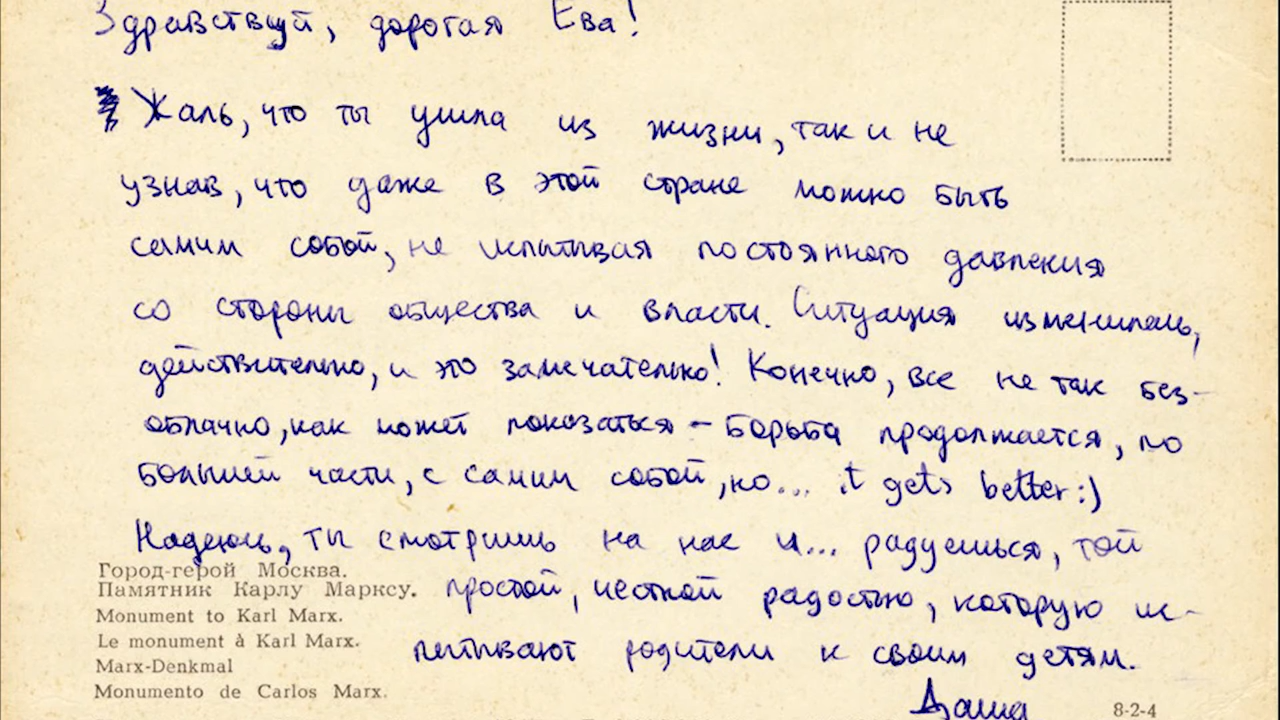 Здравствуй, дорогая Ева!
Жаль, что ты ушла из жизни, так и не
узнав, что даже в этой стране можно быть
самим собой, не испытывая постоянного давления
со стороны общества и власти. Ситуация изменилась,
действительно, и это замечательно! Конечно, все не так без-
облачно, как может показаться – борьба продолжается, по
большей части, с самим собой, но... it gets better :)
Надеюсь, ты смотришь на нас и... радуешься, той
простой, честной радостью, которую ис-
пытывают родители к своим детям.
Даша
Город-герой Москва.
Памятник Карлу Марксу.
Monument to Karl Marx.
Le monument à Karl Marx.
Marx-Denkmal
Monumento de Carlos Marx.
8-2-4